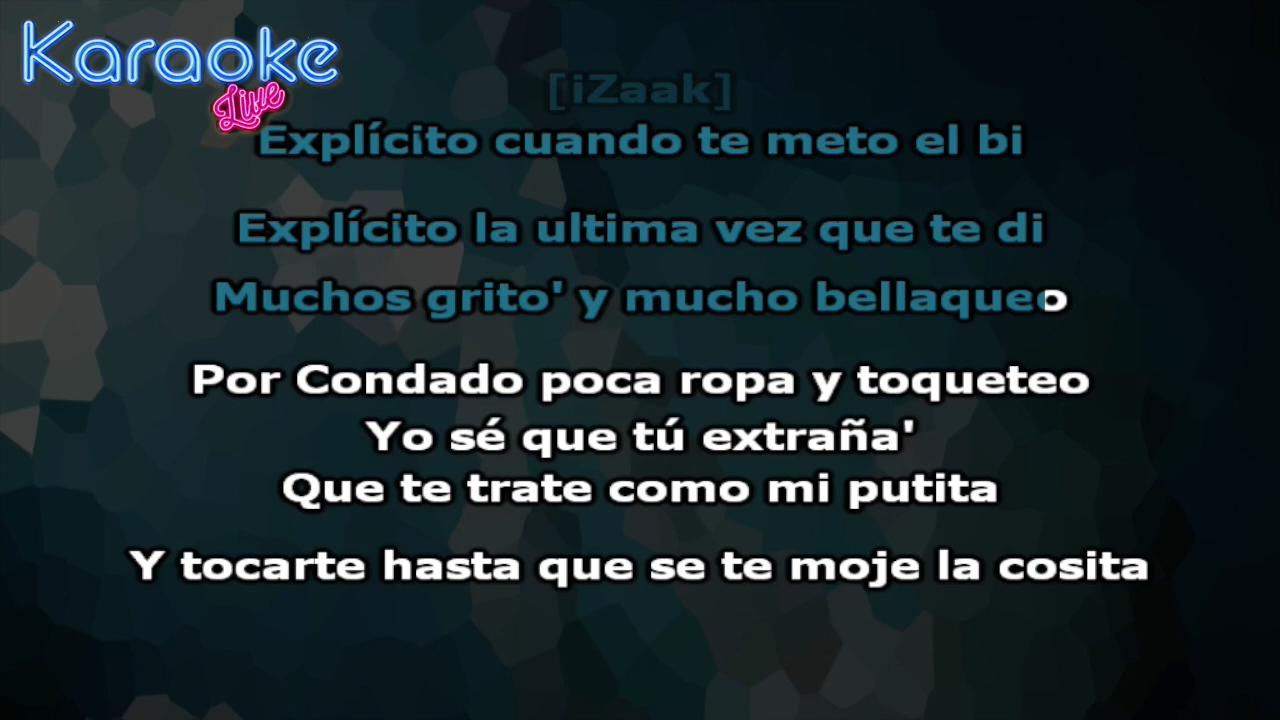 Karaoke
Live
[iZaak]
Explícito cuando te meto el bi
Explícito la ultima vez que te di
Muchos grito' y mucho bellaqueo
Por Condado poca ropa y toqueteo
Yo sé que tú extraña'
Que te trate como mi putita
Y tocarte hasta que se te moje la cosita